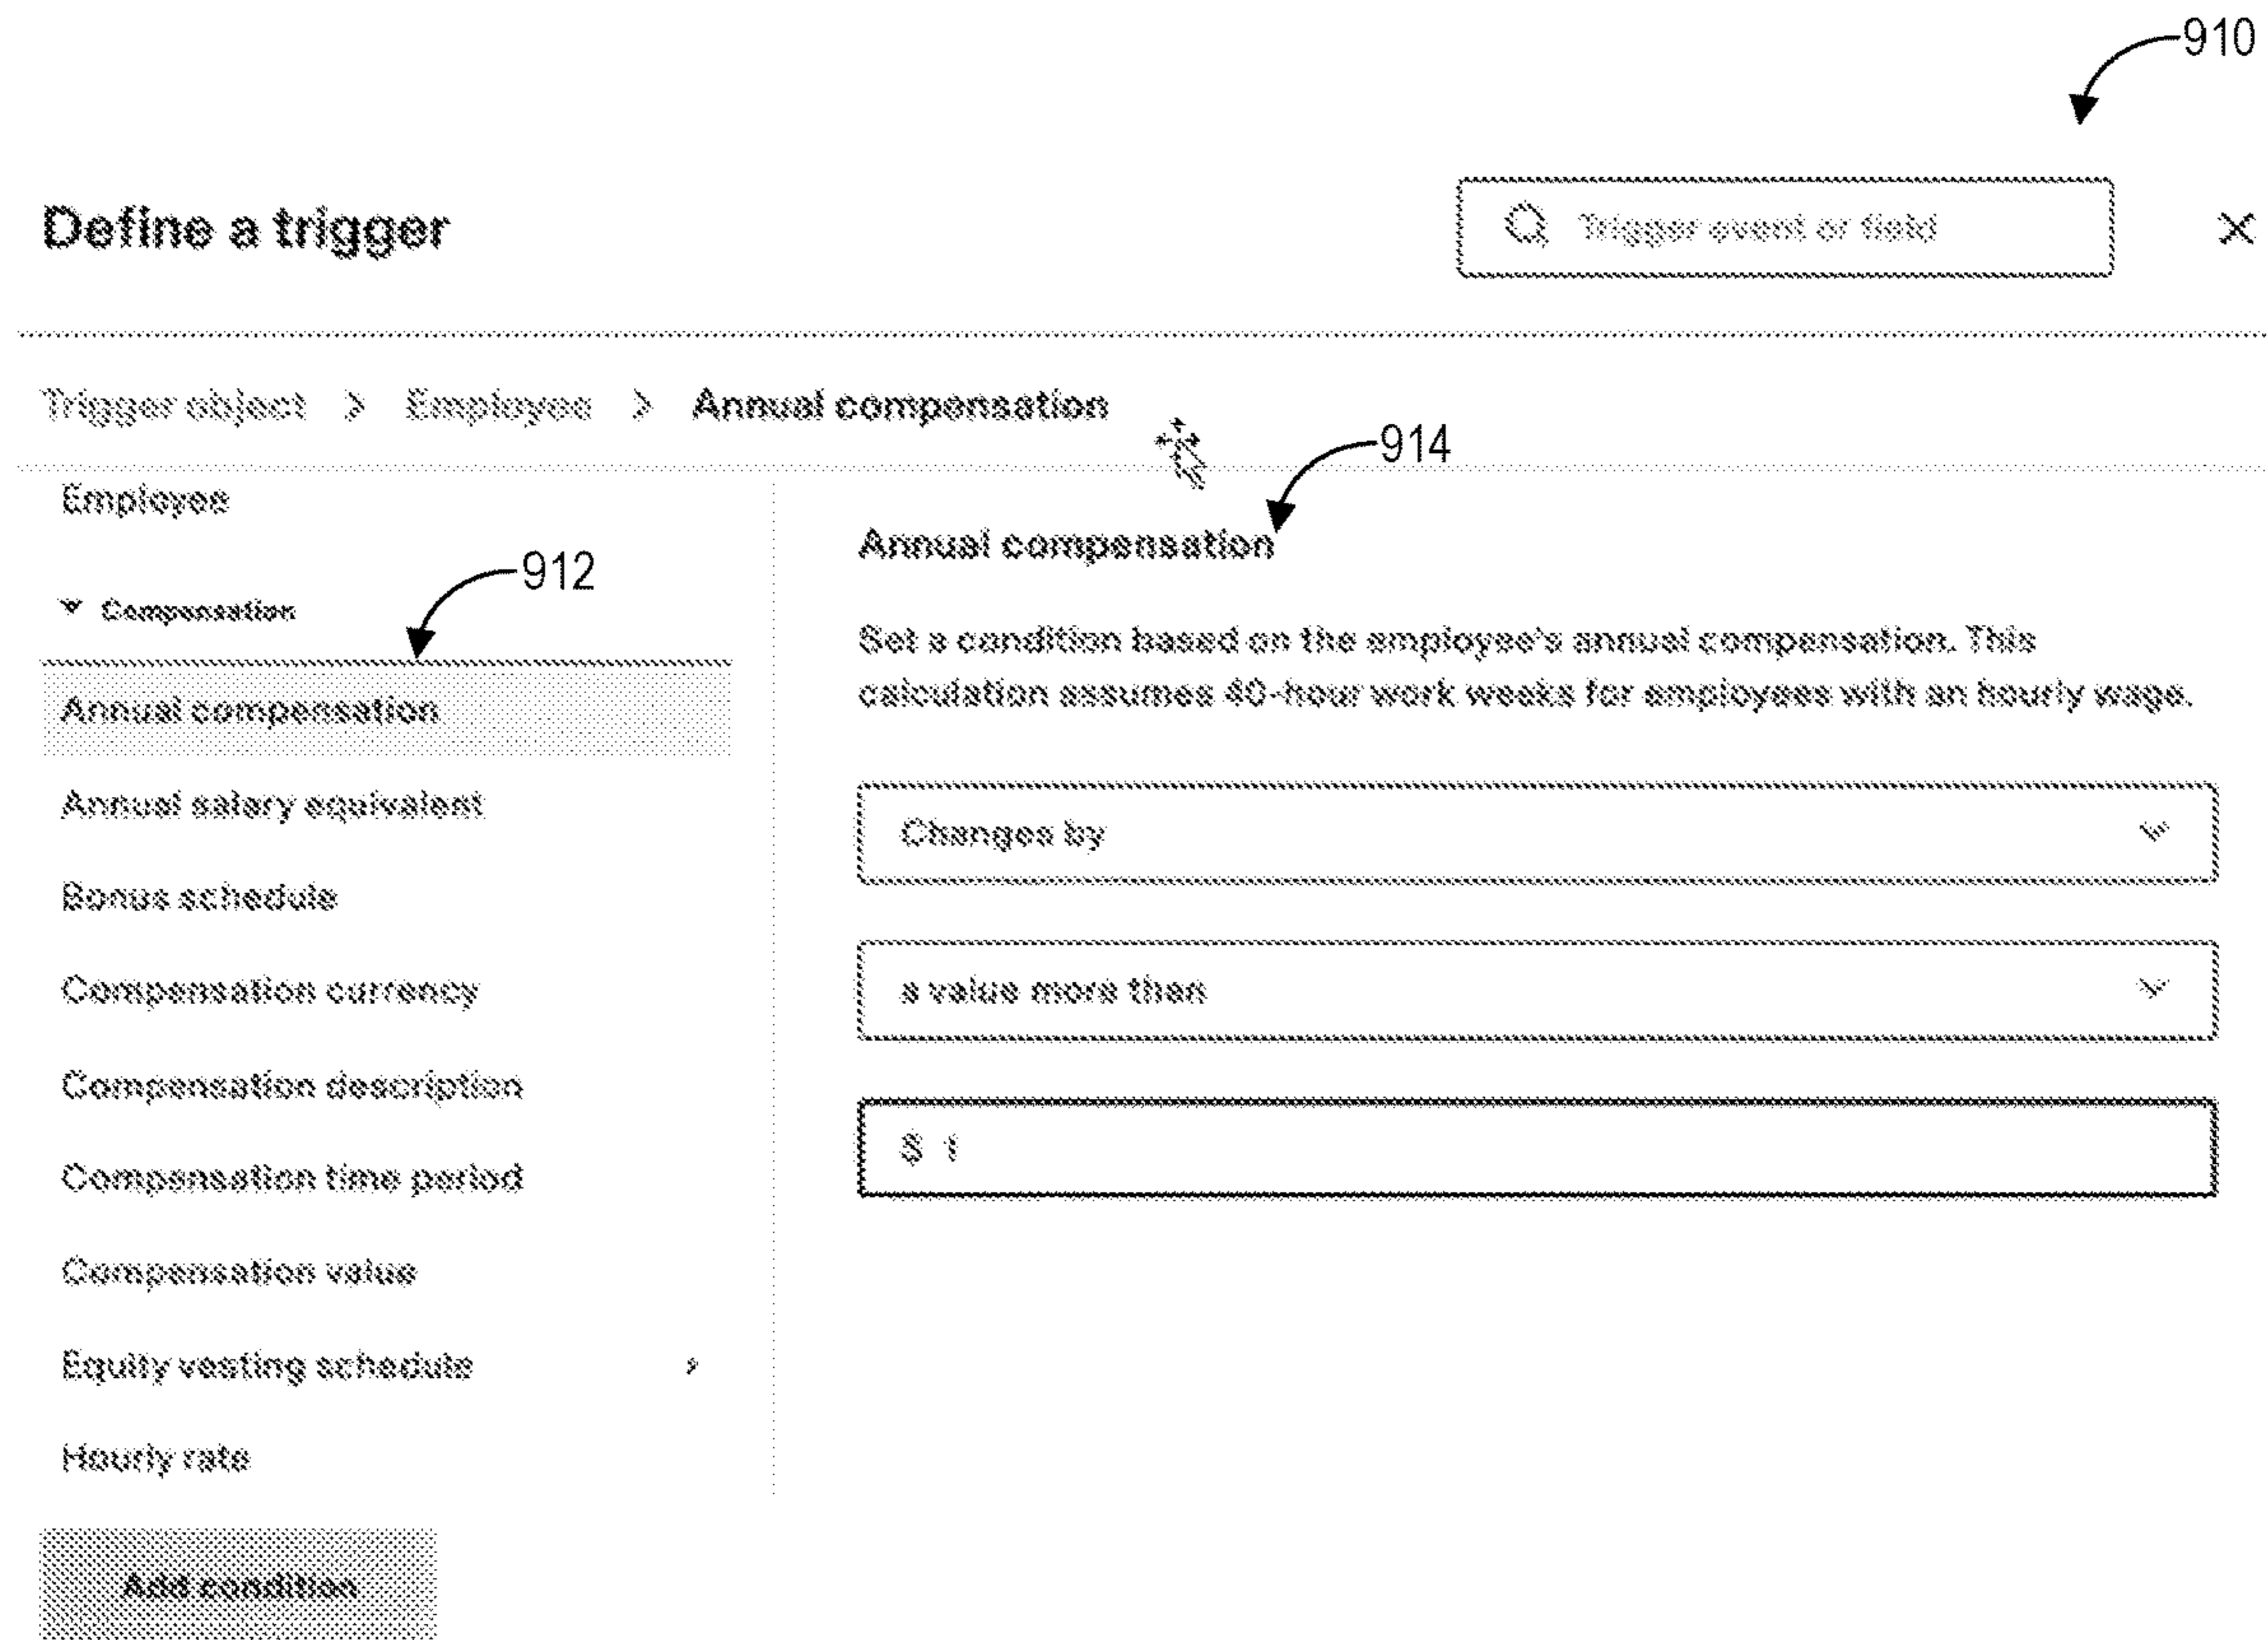 910
Define a trigger
Trigger event or field
Trigger object > Employee > Annual compensation
914
Employee
912
Compensation
Annual compensation
Annual salary equivalent
Bonus schedule
Compensation currency
Compensation description
Compensation time period
Compensation value
Equity vesting schedule
Hourly rate
Add condition
Annual compensation
Set a condition based on the employee's annual compensation. This
calculation assumes 40-hour work weeks for employees with an hourly wage.
Changes by
a value more than
$ 1